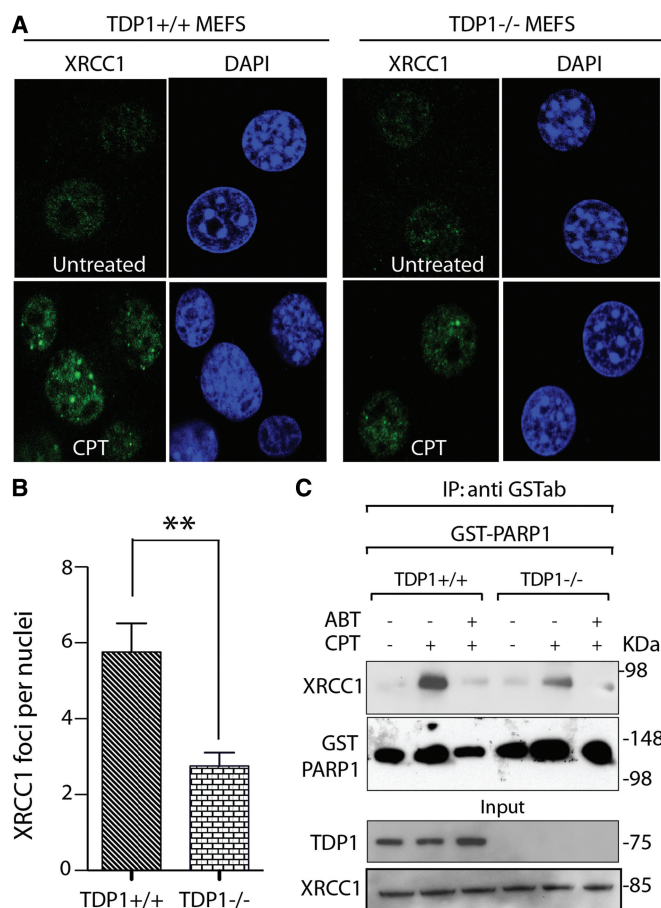 A
TDP1+/+ MEFS
TDP1-/- MEFS
XRCC1
DAPI
XRCC1
DAPI
Untreated
Untreated
CPT
CPT
B
**
XRCC1 foci per nuclei
8
6
4
2
0
TDP1+/+
TDP1-/-
C
IP: anti GSTab
GST-PARP1
TDP1+/+
TDP1-/-
ABT - - + - - +
CPT - + + - + + KDa
XRCC1
-98
GST
PARP1
-148
-98
Input
TDP1
-75
XRCC1
-85